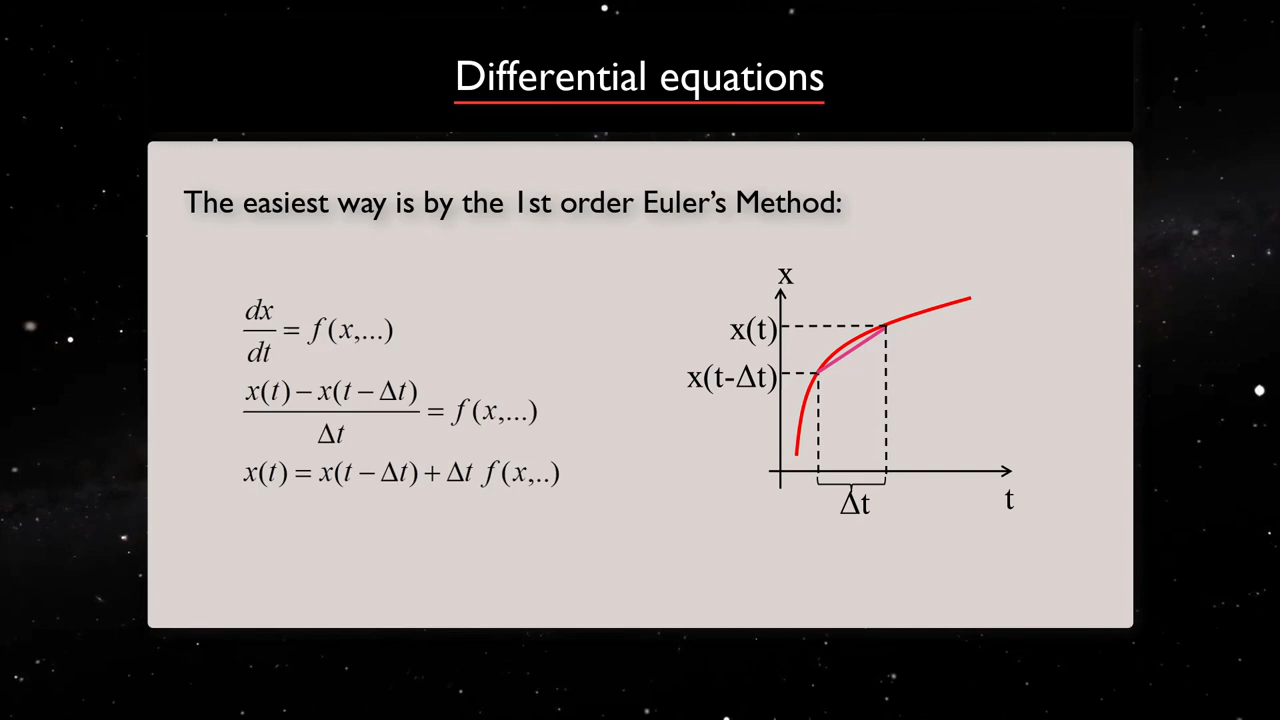 Differential equations
The easiest way is by the 1st order Euler's Method:
dx/dt = f(x,...)
x(t) − x(t − Δt) / Δt = f(x,...)
x(t) = x(t − Δt) + Δt f(x,..)
x
x(t)
x(t-Δt)
Δt
t